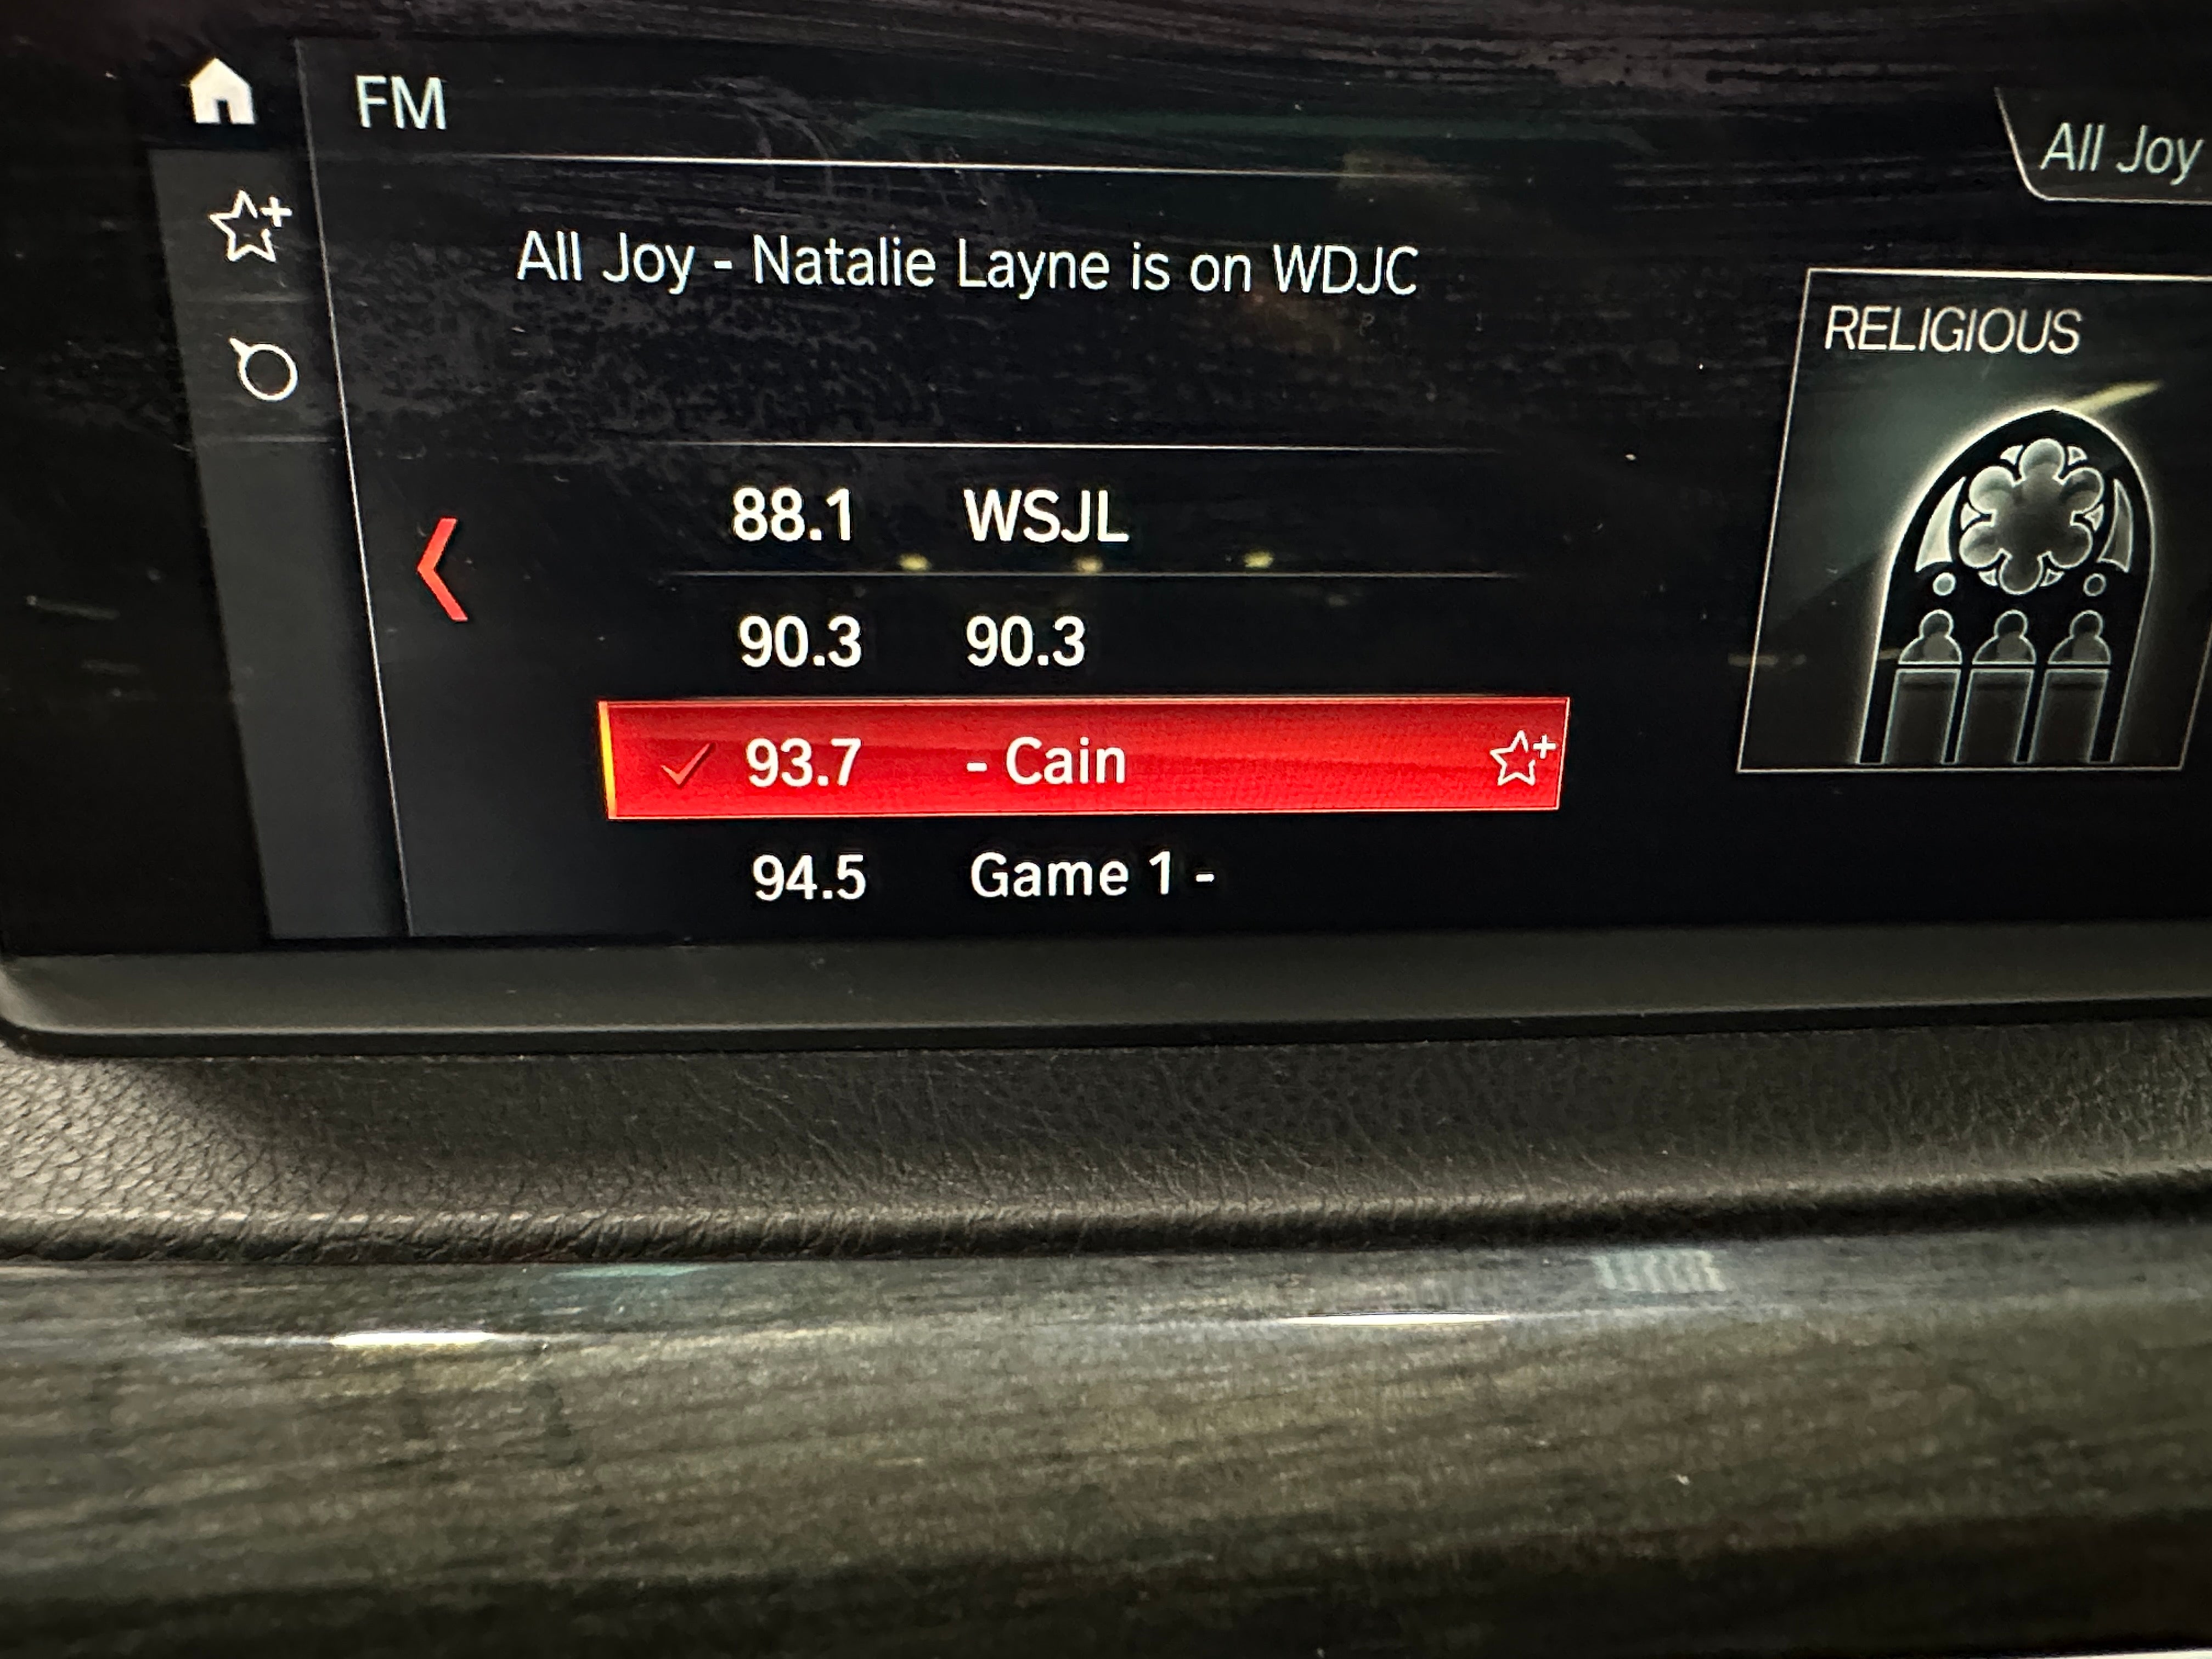 FM
All Joy
All Joy - Natalie Layne is on WDJC
RELIGIOUS
88.1 WSJL
90.3 90.3
93.7 - Cain
94.5 Game 1 -